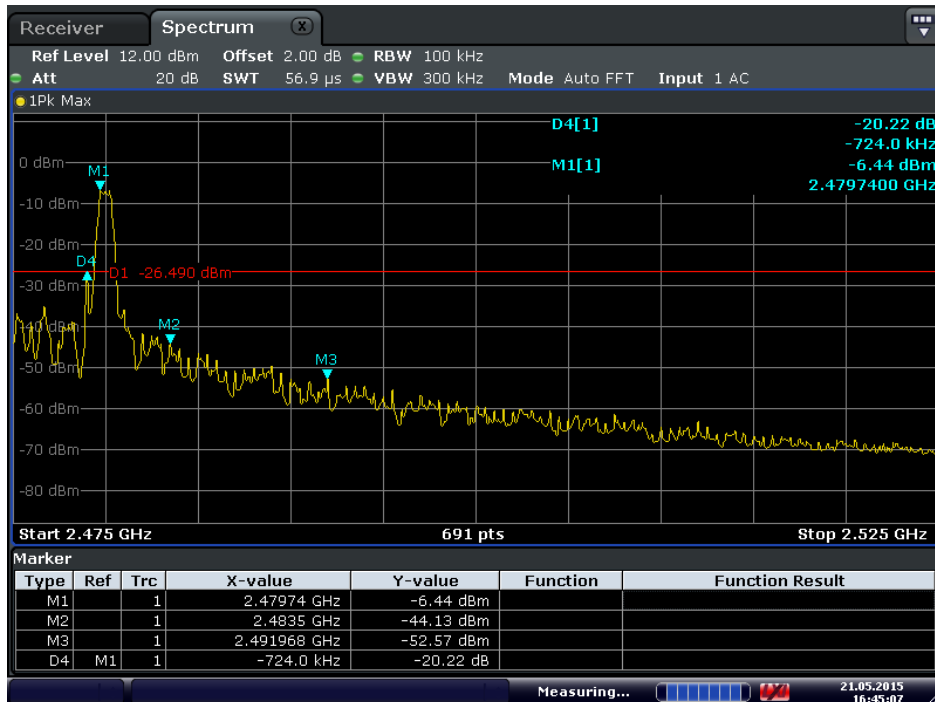 Receiver Spectrum X
Ref Level 12.00 dBm Offset 2.00 dB RBW 100 kHz
Att 20 dB SWT 56.9 µs VBW 300 kHz Mode Auto FFT Input 1 AC
1Pk Max
D4[1] -20.22 dB
-724.0 kHz
0 dBm M1[1] -6.44 dBm
M1
2.4797400 GHz
-10 dBm
-20 dBm
D4
D1 -26.490 dBm
-30 dBm
-40 dBm M2
-50 dBm M3
-60 dBm
-70 dBm
-80 dBm
Start 2.475 GHz 691 pts Stop 2.525 GHz
Marker
Type Ref Trc X-value Y-value Function Function Result
M1 1 2.47974 GHz -6.44 dBm
M2 1 2.4835 GHz -44.13 dBm
M3 1 2.491968 GHz -52.57 dBm
D4 M1 1 -724.0 kHz -20.22 dB
Measuring... 21.05.2015
16:45:07